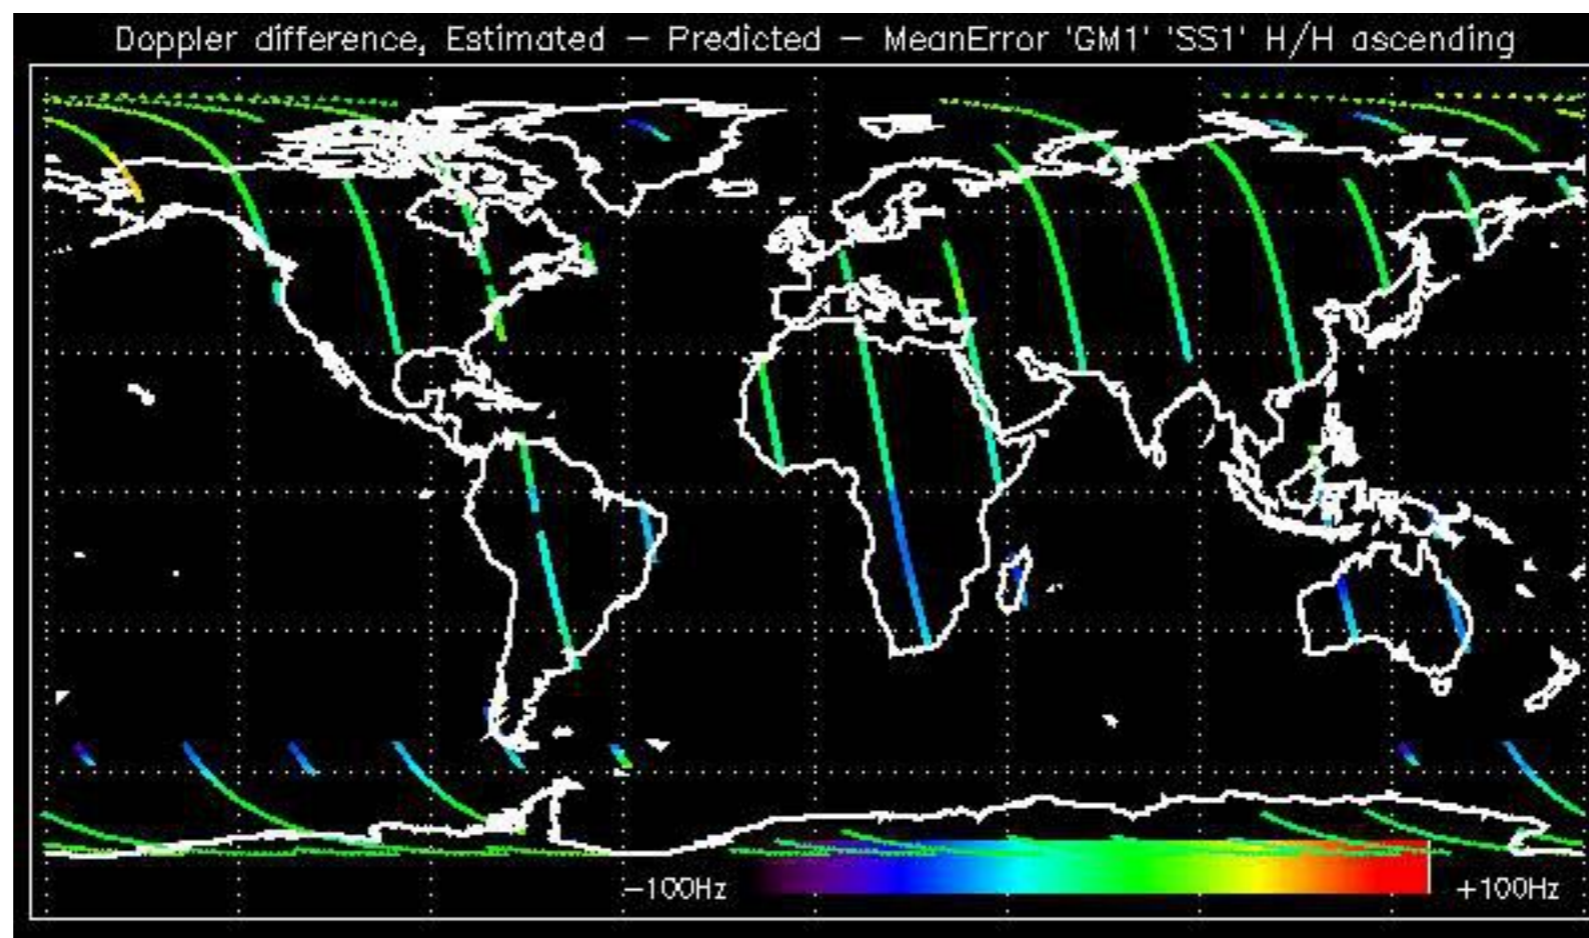 Doppler difference, Estimated – Predicted – MeanError 'GM1' 'SS1' H/H ascending
–100Hz
+100Hz